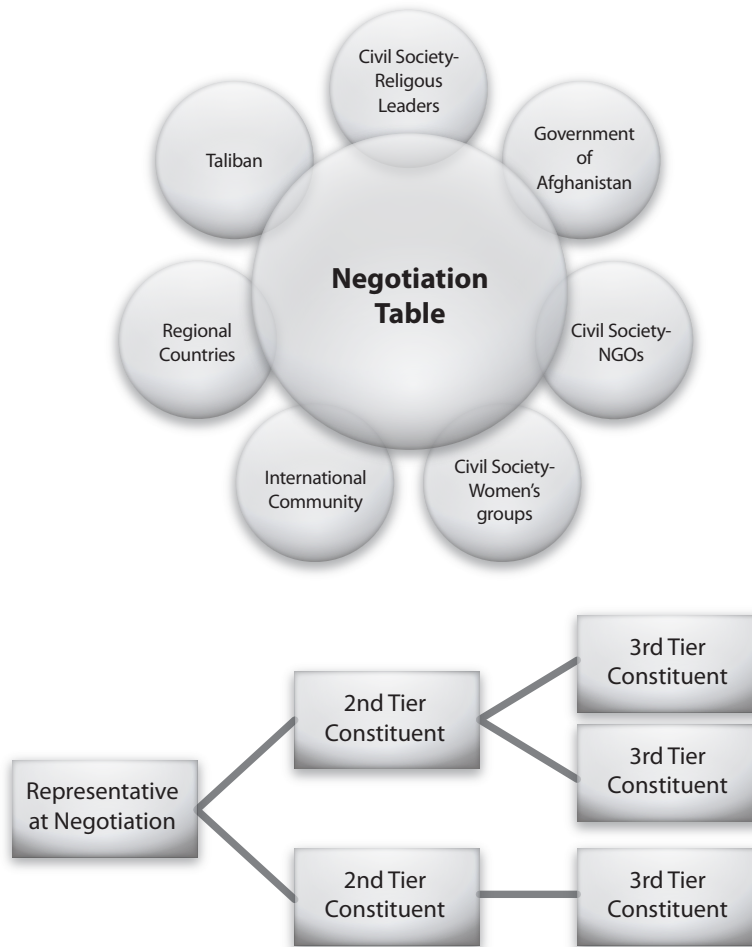 Civil Society-
Religous
Leaders
Taliban
Government
of
Afghanistan
Negotiation
Table
Regional
Countries
Civil Society-
NGOs
International
Community
Civil Society-
Women’s
groups
3rd Tier
Constituent
2nd Tier
Constituent
3rd Tier
Constituent
Representative
at Negotiation
2nd Tier
Constituent
3rd Tier
Constituent